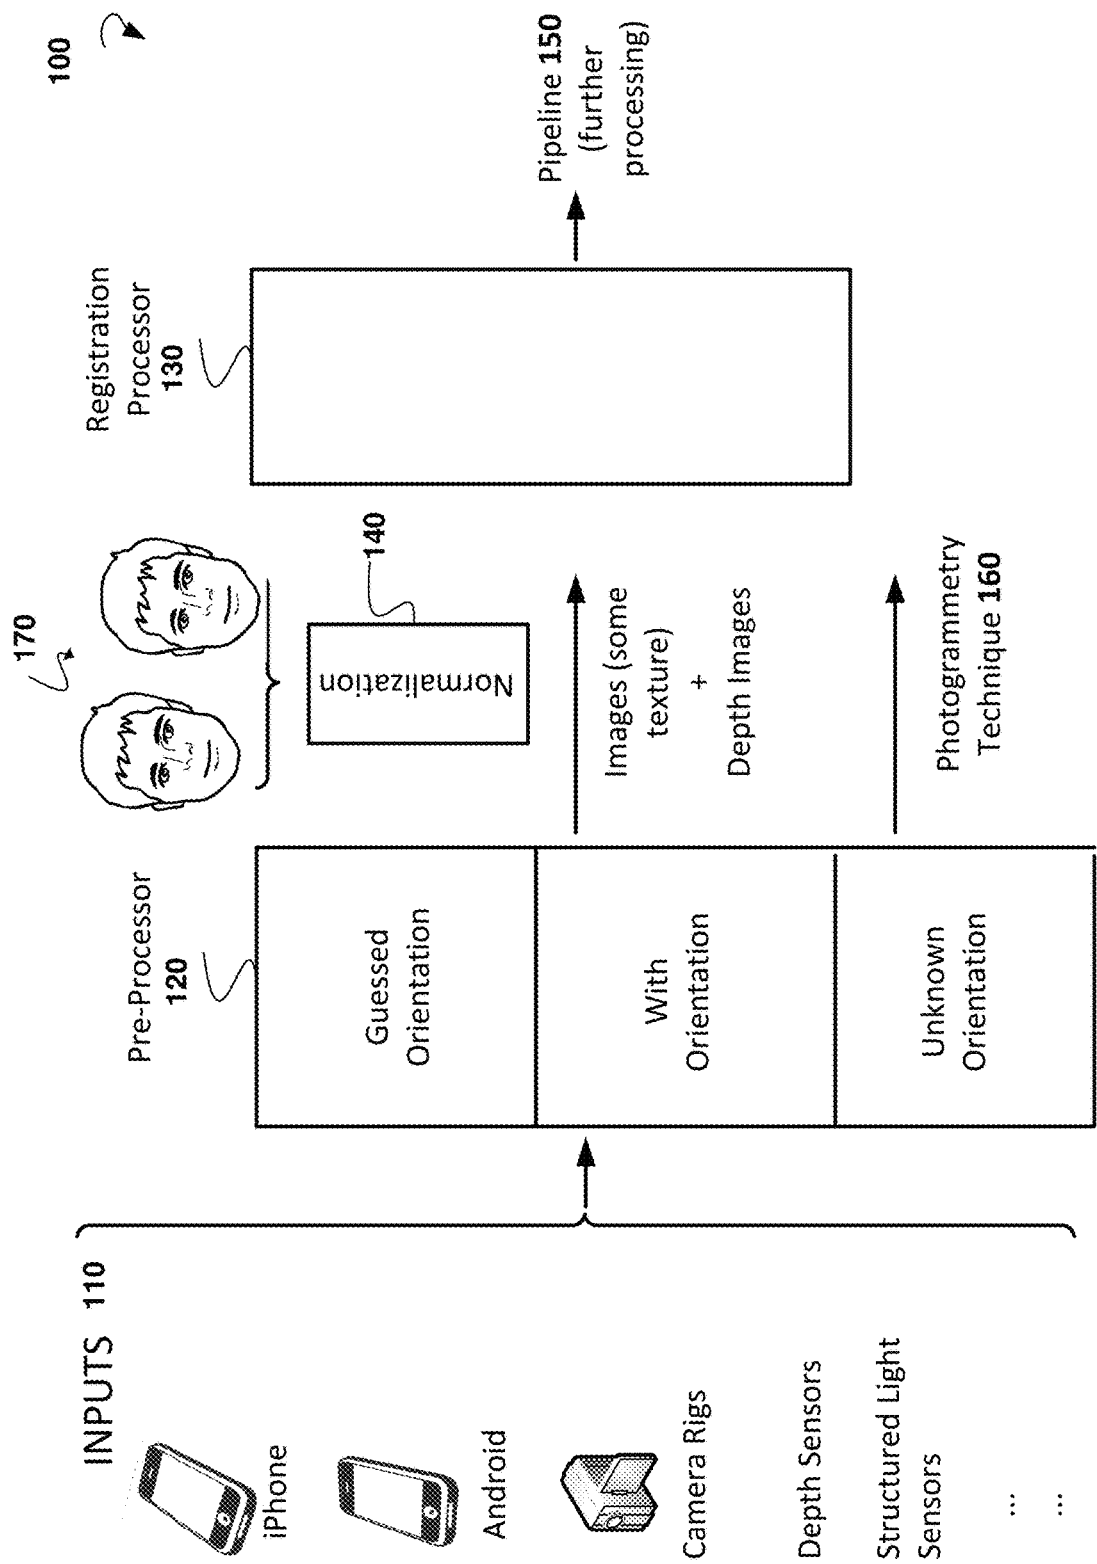 100
INPUTS 110
iPhone
Android
Camera Rigs
Depth Sensors
Structured Light
Sensors
...
...
Pre-Processor
120
Guessed
Orientation
With
Orientation
Unknown
Orientation
170
Normalization
140
Images (some
texture)
+
Depth Images
Photogrammetry
Technique 160
Registration
Processor
130
Pipeline 150
(further
processing)